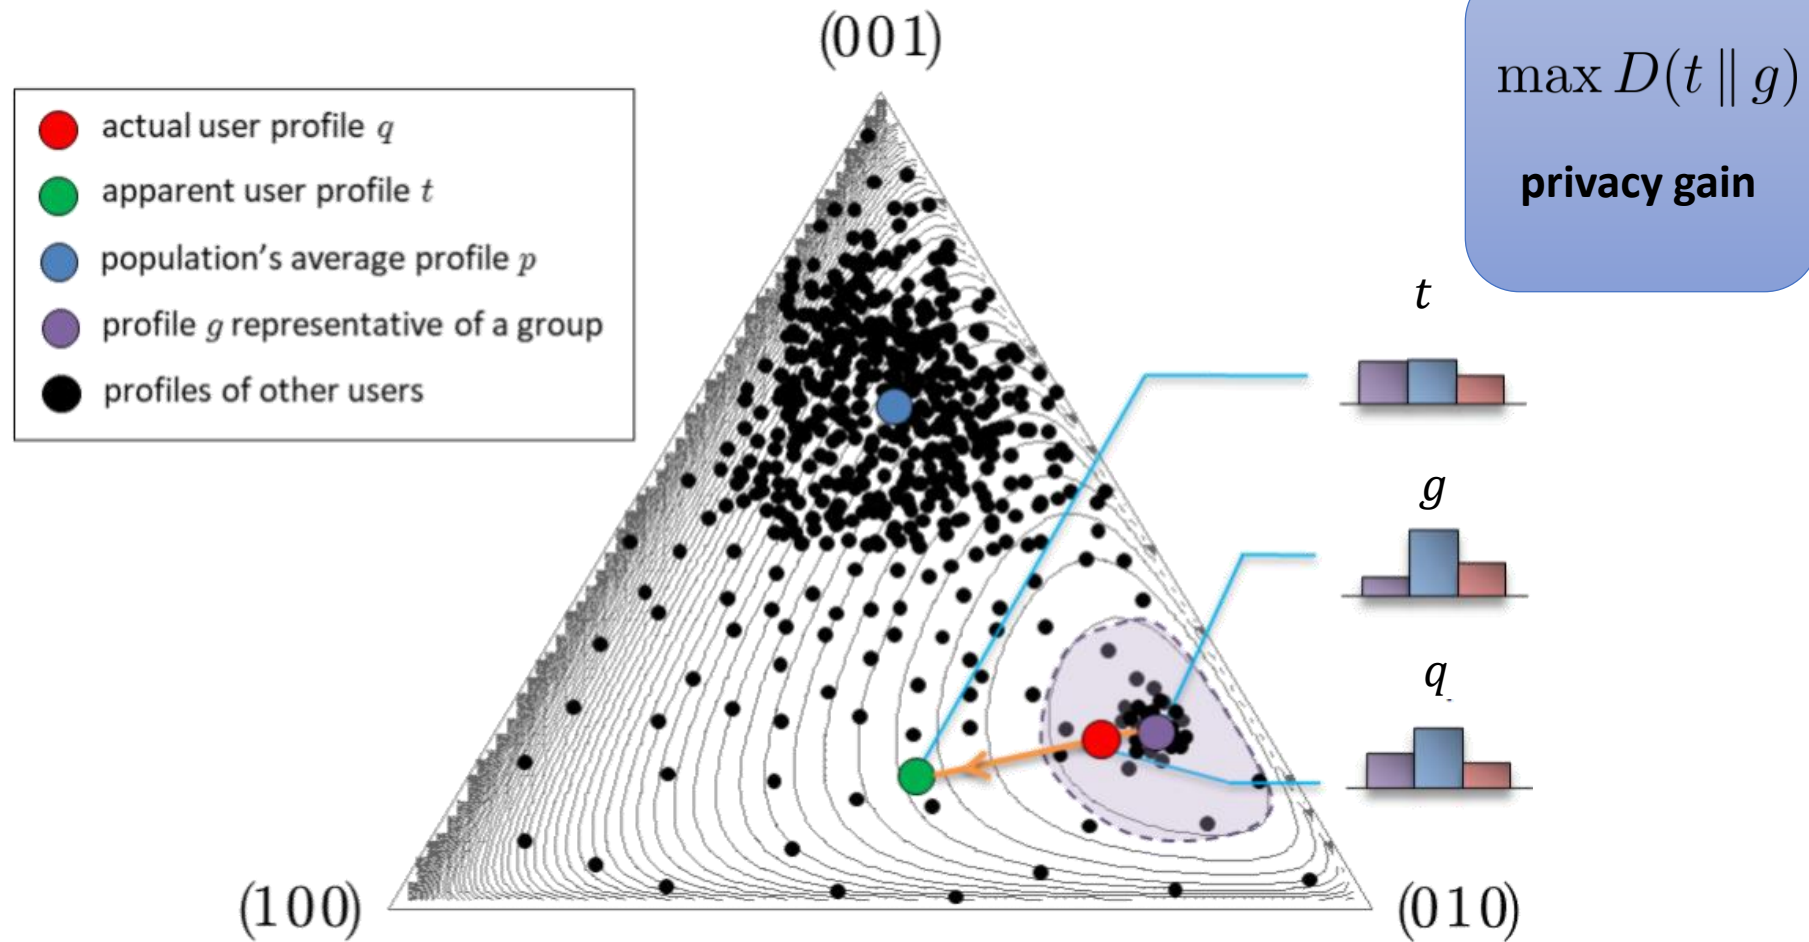 (001)
max D(t ∥ g)
privacy gain
actual user profile q
apparent user profile t
population's average profile p
profile g representative of a group
profiles of other users
t
g
q
(100)
(010)